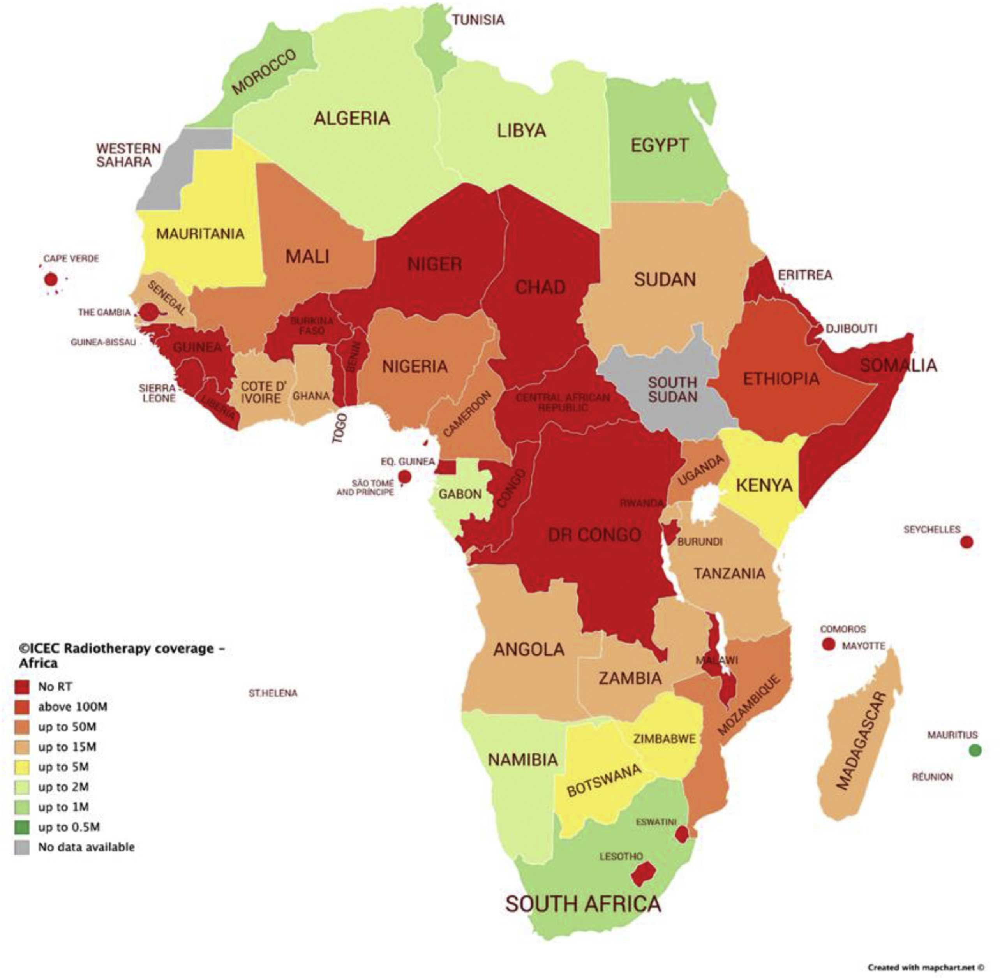 TUNISIA
MOROCCO
ALGERIA
LIBYA
EGYPT
WESTERN
SAHARA
MAURITANIA
MALI
NIGER
CHAD
SUDAN
CAPE VERDE
ERITREA
SENEGAL
THE GAMBIA
BURKINA
FASO
DJIBOUTI
GUINEA-BISSAU
GUINEA
BENIN
NIGERIA
SOMALIA
ETHIOPIA
SOUTH
SUDAN
SIERRA
LEONE
LIBERIA
COTE D'
IVOIRE
GHANA
TOGO
CAMEROON
CENTRAL AFRICAN
REPUBLIC
EQ. GUINEA
SÃO TOMÉ
AND PRÍNCIPE
GABON
CONGO
UGANDA
KENYA
RWANDA
DR CONGO
BURUNDI
SEYCHELLES
TANZANIA
COMOROS
MAYOTTE
ANGOLA
ZAMBIA
MALAWI
MOZAMBIQUE
MADAGASCAR
©ICEC Radiotherapy coverage –
Africa
No RT
above 100M
up to 50M
up to 15M
up to 5M
up to 2M
up to 1M
up to 0.5M
No data available
ST.HELENA
NAMIBIA
ZIMBABWE
BOTSWANA
MAURITIUS
RÉUNION
ESWATINI
LESOTHO
SOUTH AFRICA
Created with mapchart.net ©